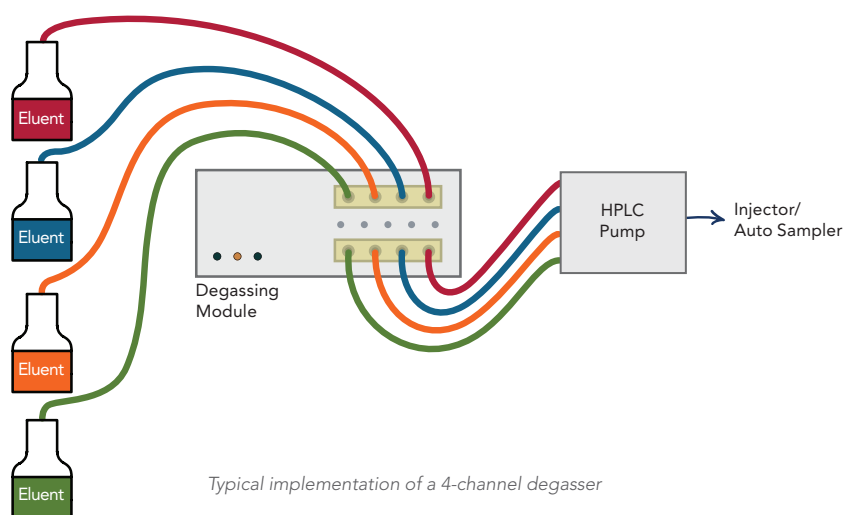 Eluent
Eluent
Eluent
Eluent
Degassing
Module
HPLC
Pump
Injector/
Auto Sampler
Typical implementation of a 4-channel degasser